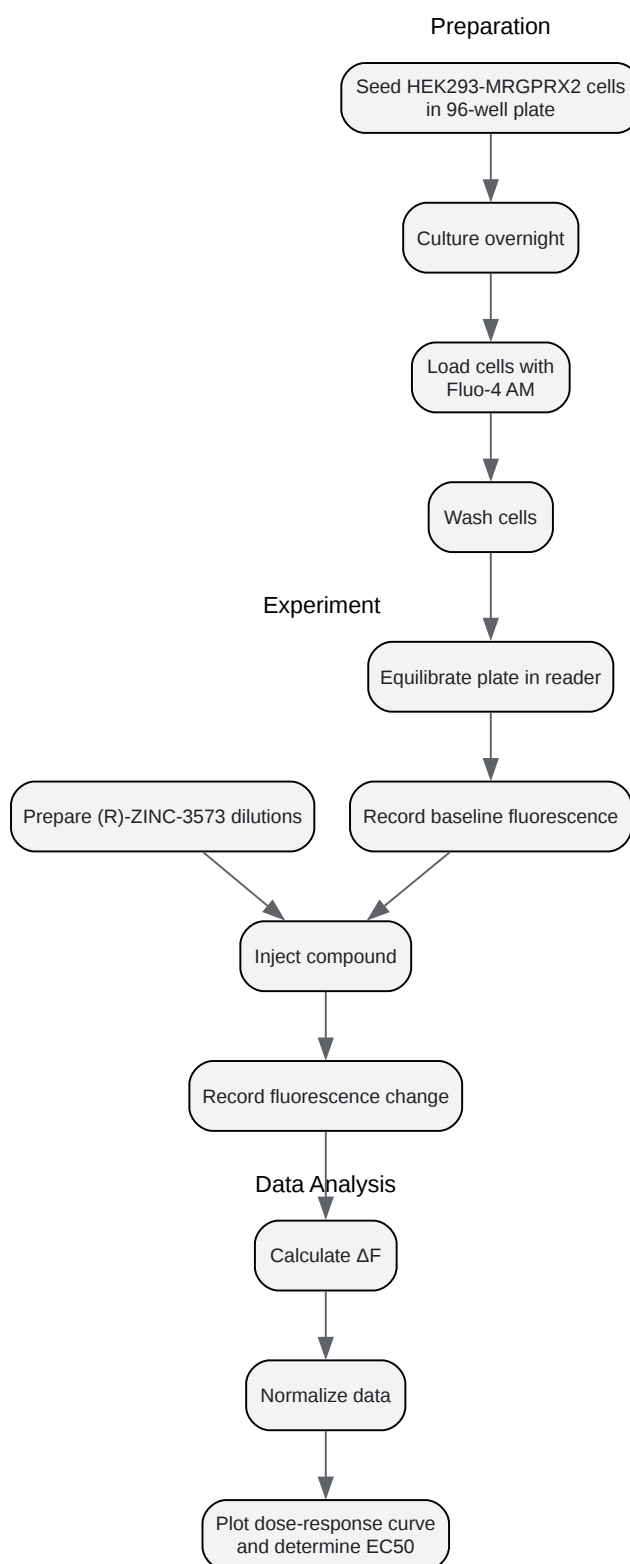 Preparation
Seed HEK293-MRGPRX2 cells
in 96-well plate
Culture overnight
Load cells with
Fluo-4 AM
Wash cells
Experiment
Equilibrate plate in reader
Prepare (R)-ZINC-3573 dilutions
Record baseline fluorescence
Inject compound
Record fluorescence change
Data Analysis
Calculate ΔF
Normalize data
Plot dose-response curve
and determine EC50